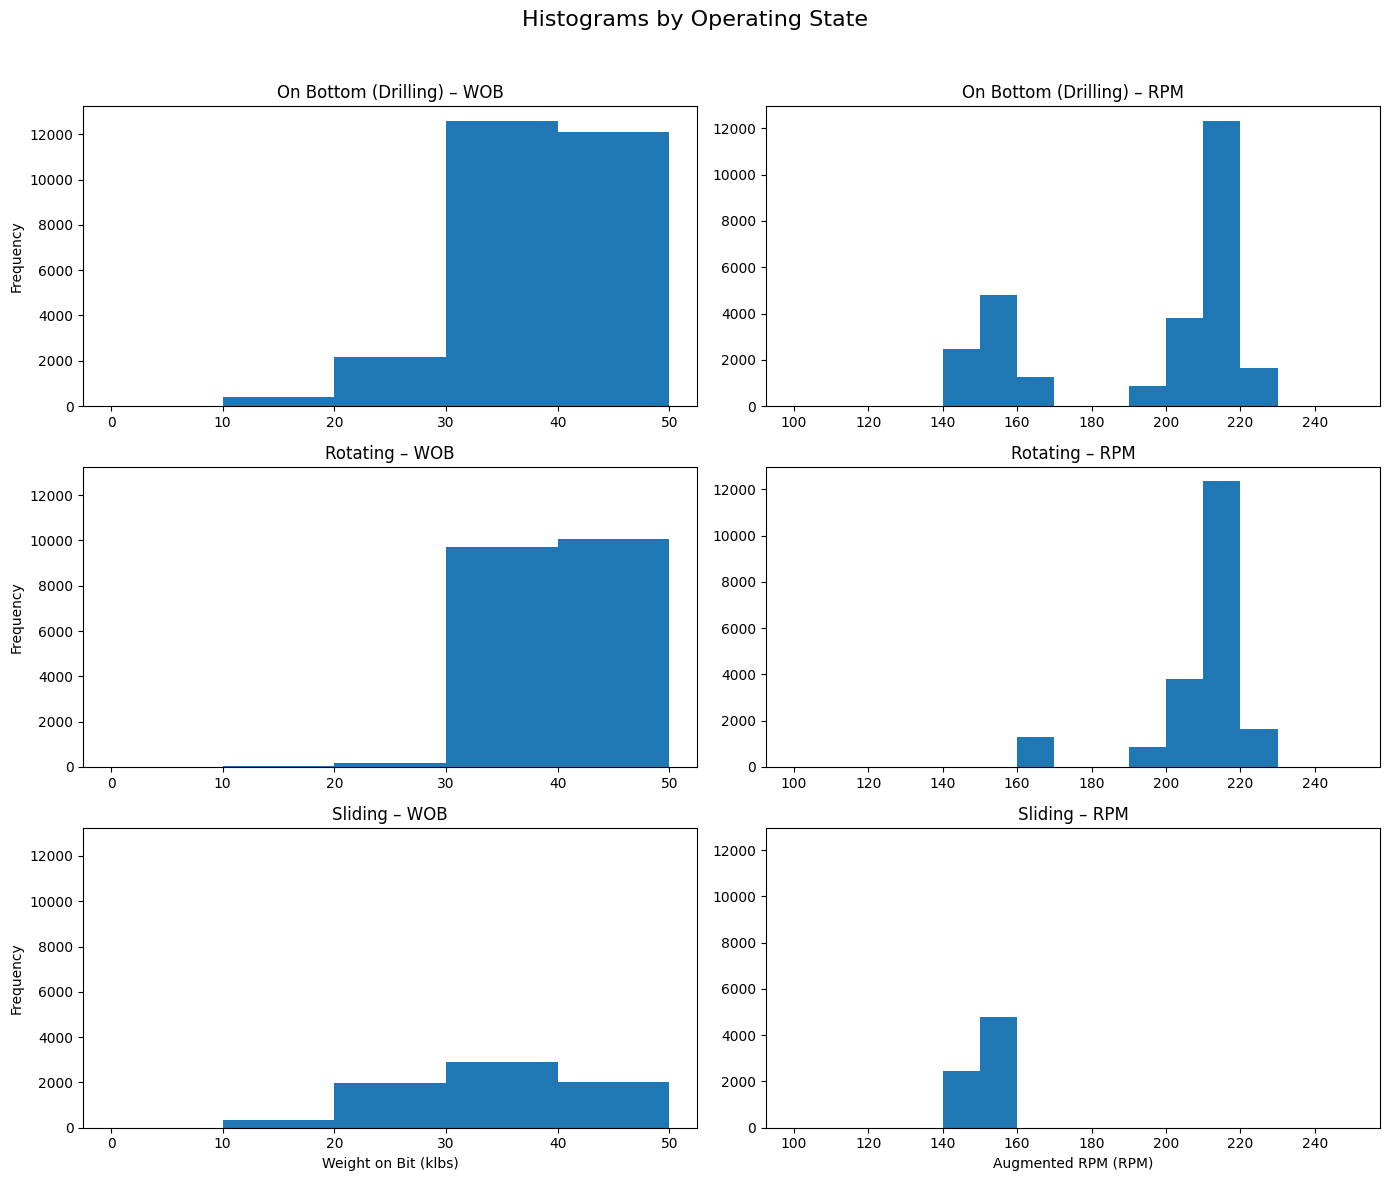 Histograms by Operating State
On Bottom (Drilling) – WOB
Frequency
12000
10000
8000
6000
4000
2000
0
0 10 20 30 40 50
On Bottom (Drilling) – RPM
12000
10000
8000
6000
4000
2000
0
100 120 140 160 180 200 220 240
Rotating – WOB
Frequency
12000
10000
8000
6000
4000
2000
0
0 10 20 30 40 50
Rotating – RPM
12000
10000
8000
6000
4000
2000
0
100 120 140 160 180 200 220 240
Sliding – WOB
Frequency
12000
10000
8000
6000
4000
2000
0
0 10 20 30 40 50
Weight on Bit (klbs)
Sliding – RPM
12000
10000
8000
6000
4000
2000
0
100 120 140 160 180 200 220 240
Augmented RPM (RPM)